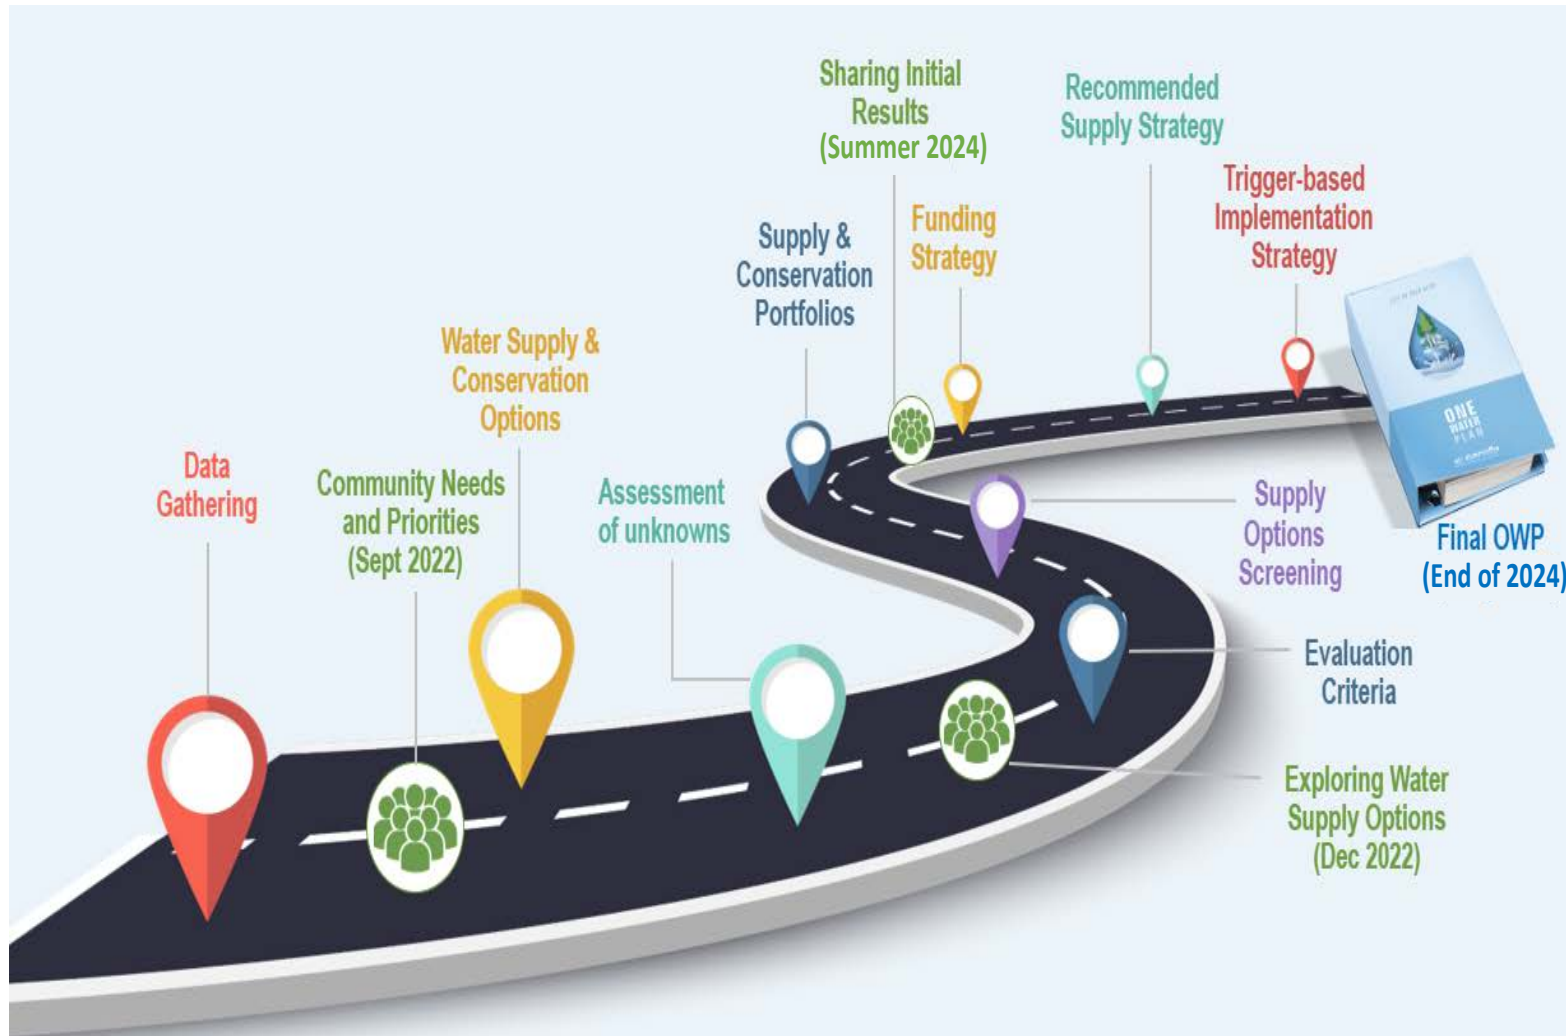 Data
Gathering
Community Needs
and Priorities
(Sept 2022)
Water Supply &
Conservation
Options
Assessment
of unknowns
Exploring Water
Supply Options
(Dec 2022)
Evaluation
Criteria
Supply
Options
Screening
Supply &
Conservation
Portfolios
Sharing Initial
Results
(Summer 2024)
Funding
Strategy
Recommended
Supply Strategy
Trigger-based
Implementation
Strategy
ONE
WATER
PLAN
Final OWP
(End of 2024)